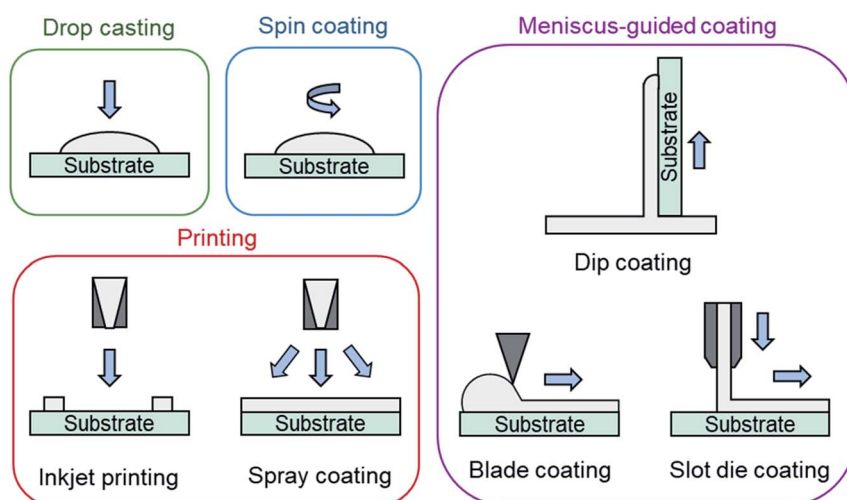 Drop casting
Substrate
Spin coating
Substrate
Printing
Substrate
Inkjet printing
Substrate
Spray coating
Meniscus-guided coating
Substrate
Dip coating
Substrate
Blade coating
Substrate
Slot die coating